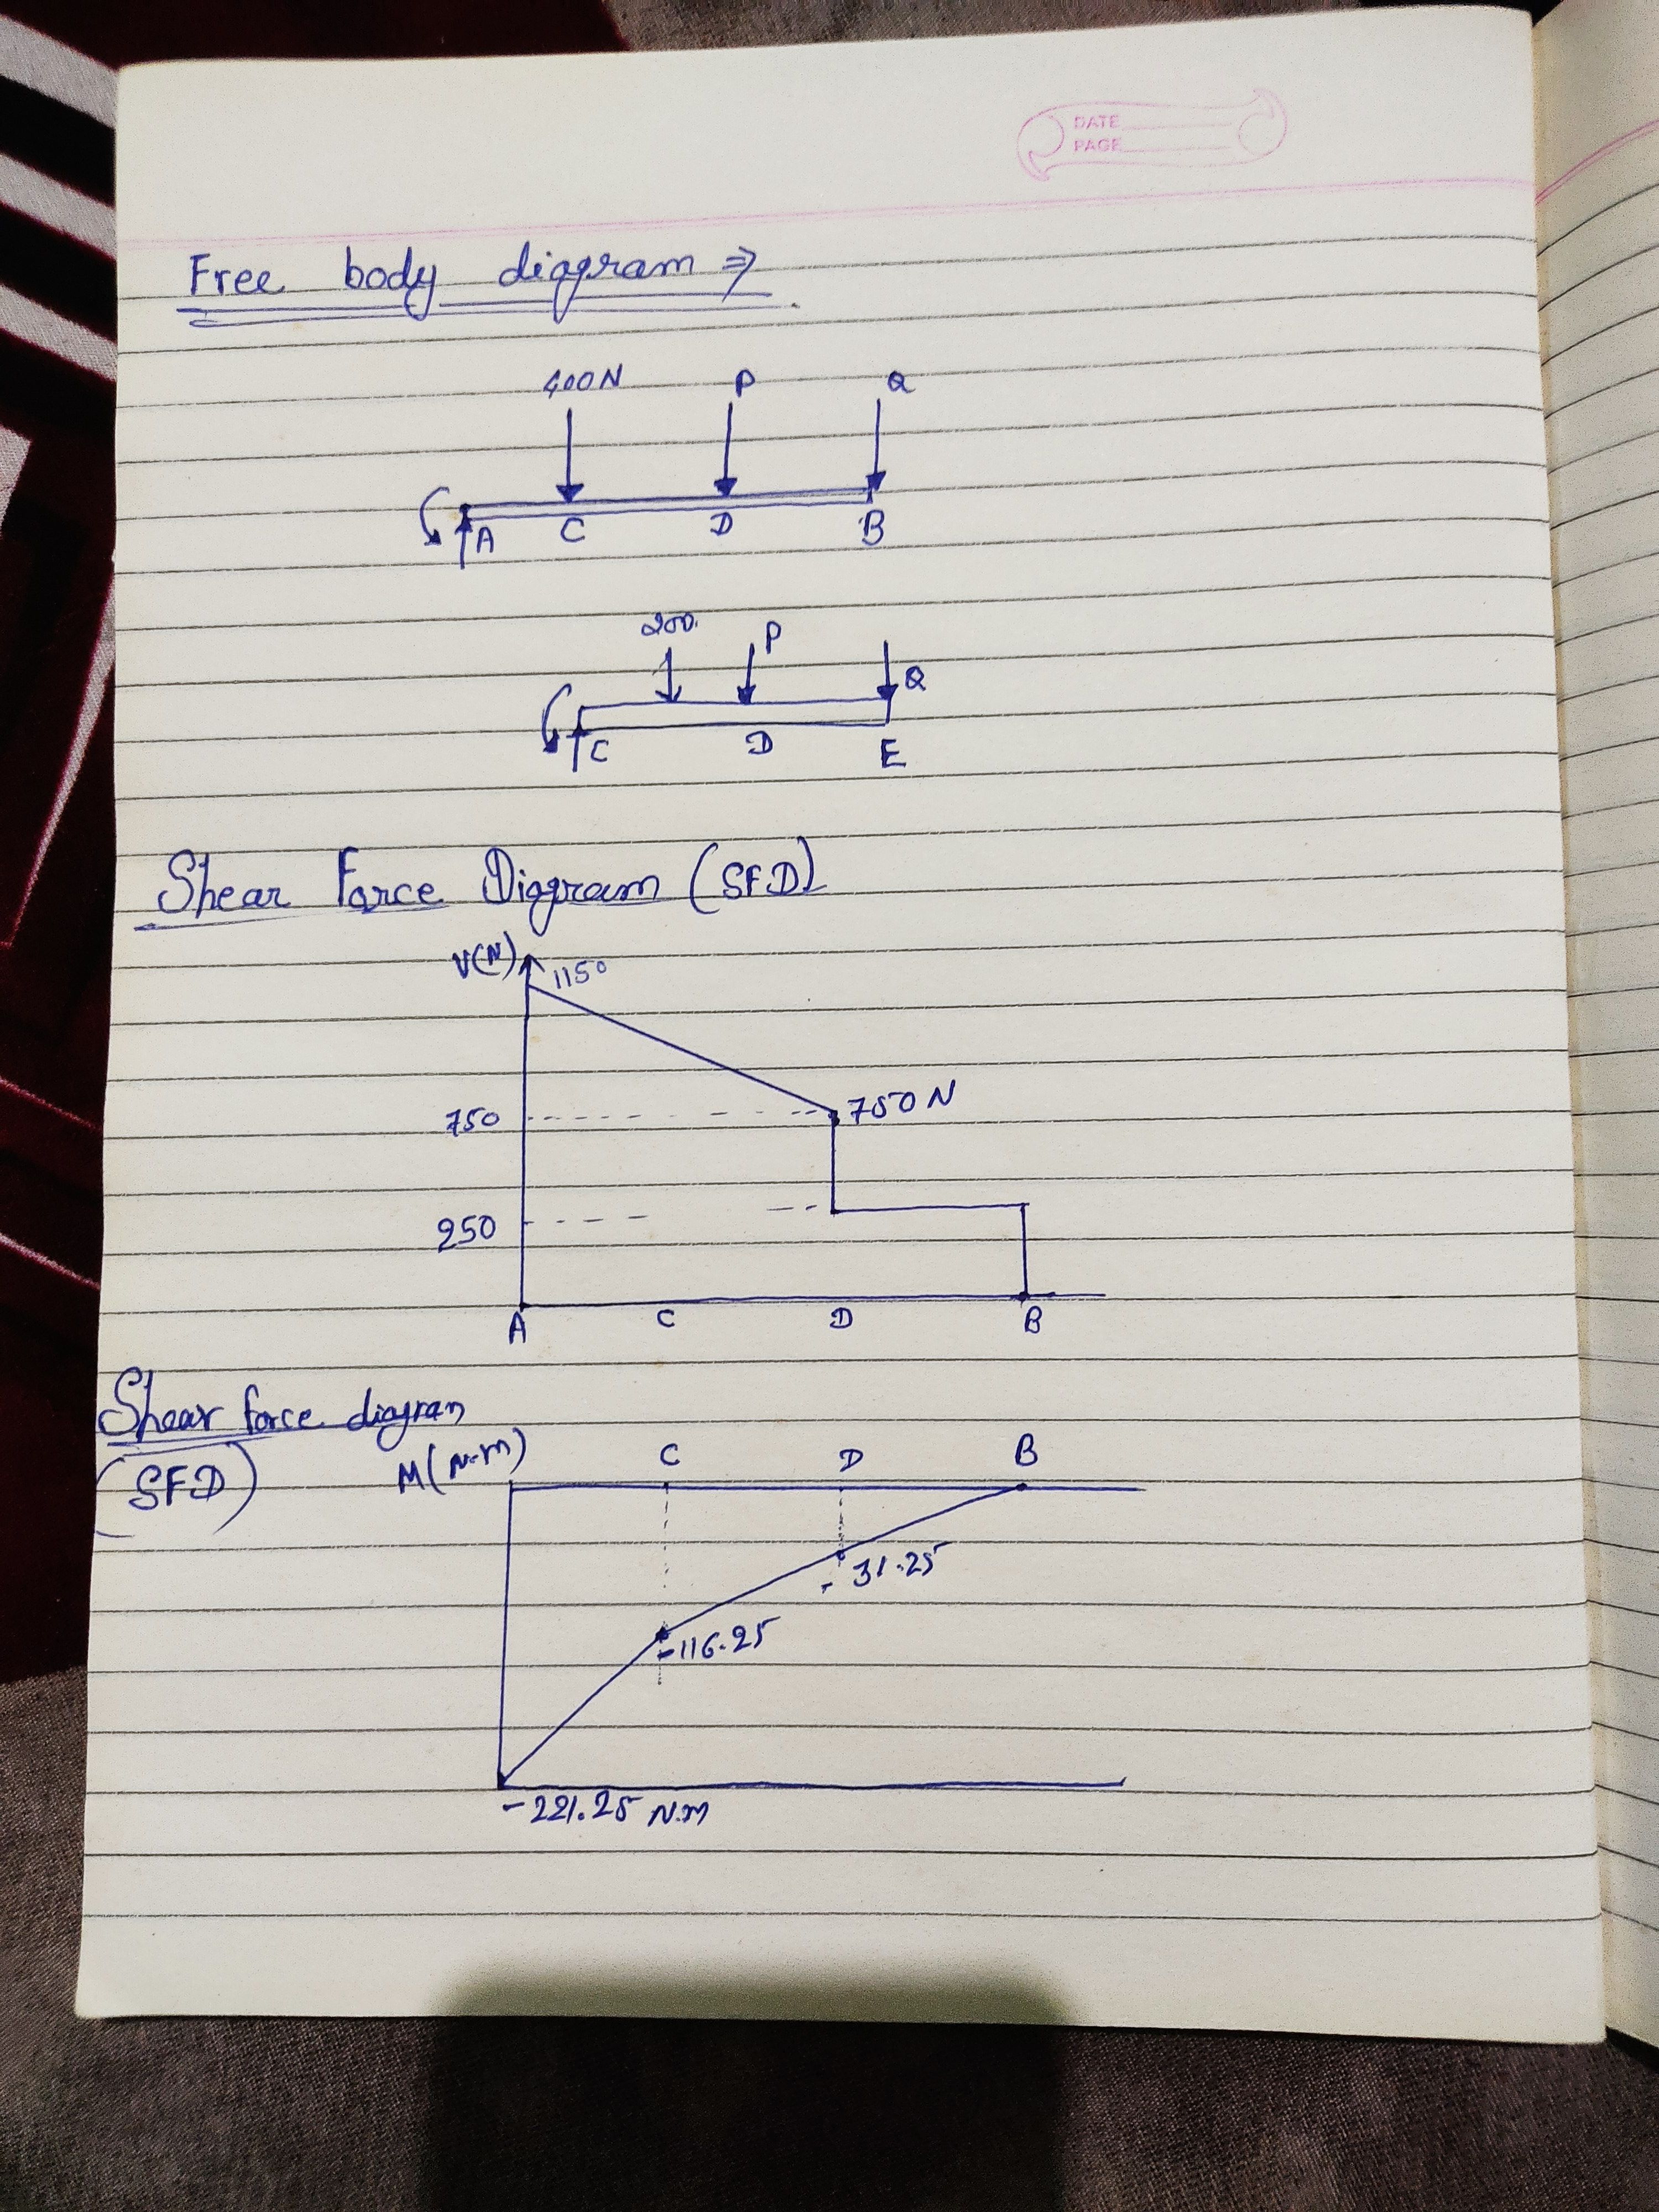 DATE
PAGE
Free body diagram ⇒
400N P Q
A C D B
200. P
Q
C D E
Shear Force Diagram (SFD)
V(N) 1150
750 750N
250
A C D B
Shear force diagram
(SFD) M(N-m) C D B
- 31.25
-116.25
-221.25 N.m